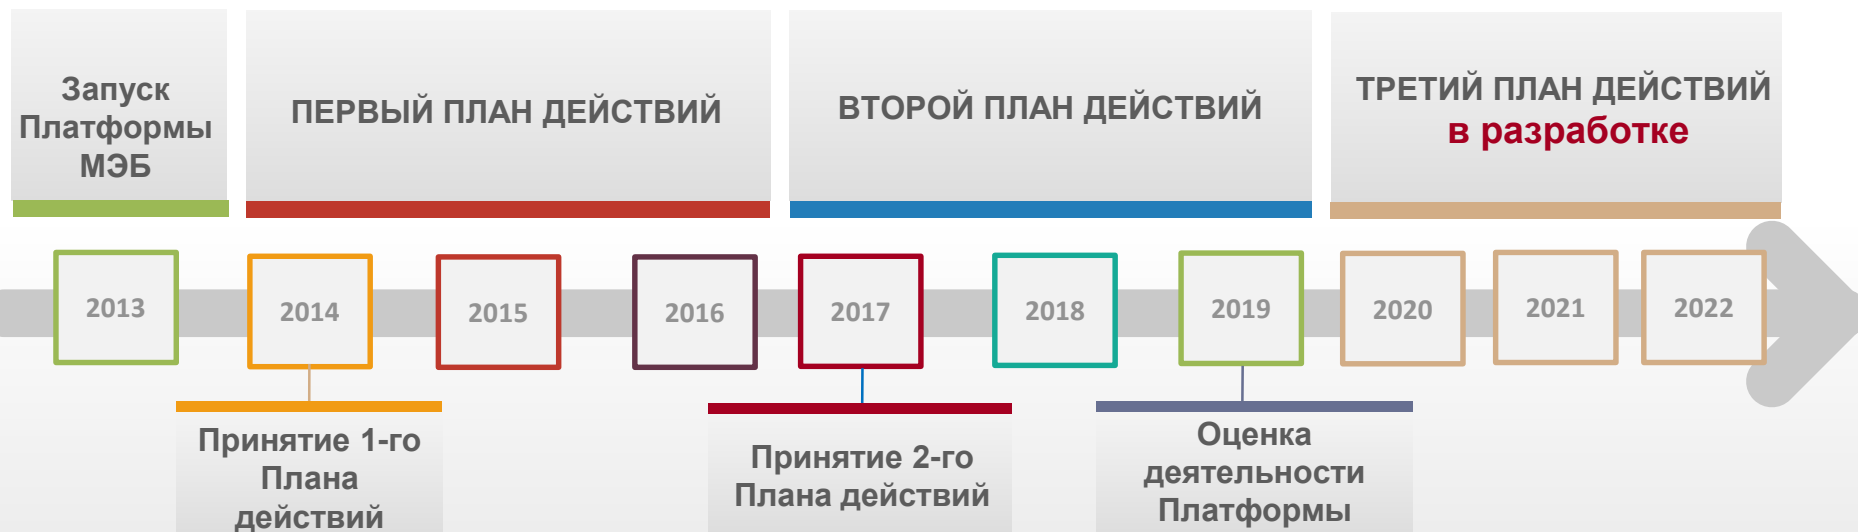 Запуск
Платформы
МЭБ
ПЕРВЫЙ ПЛАН ДЕЙСТВИЙ
ВТОРОЙ ПЛАН ДЕЙСТВИЙ
ТРЕТИЙ ПЛАН ДЕЙСТВИЙ
в разработке
2013
2014
2015
2016
2017
2018
2019
2020
2021
2022
Принятие 1-го
Плана
действий
Принятие 2-го
Плана действий
Оценка
деятельности
Платформы